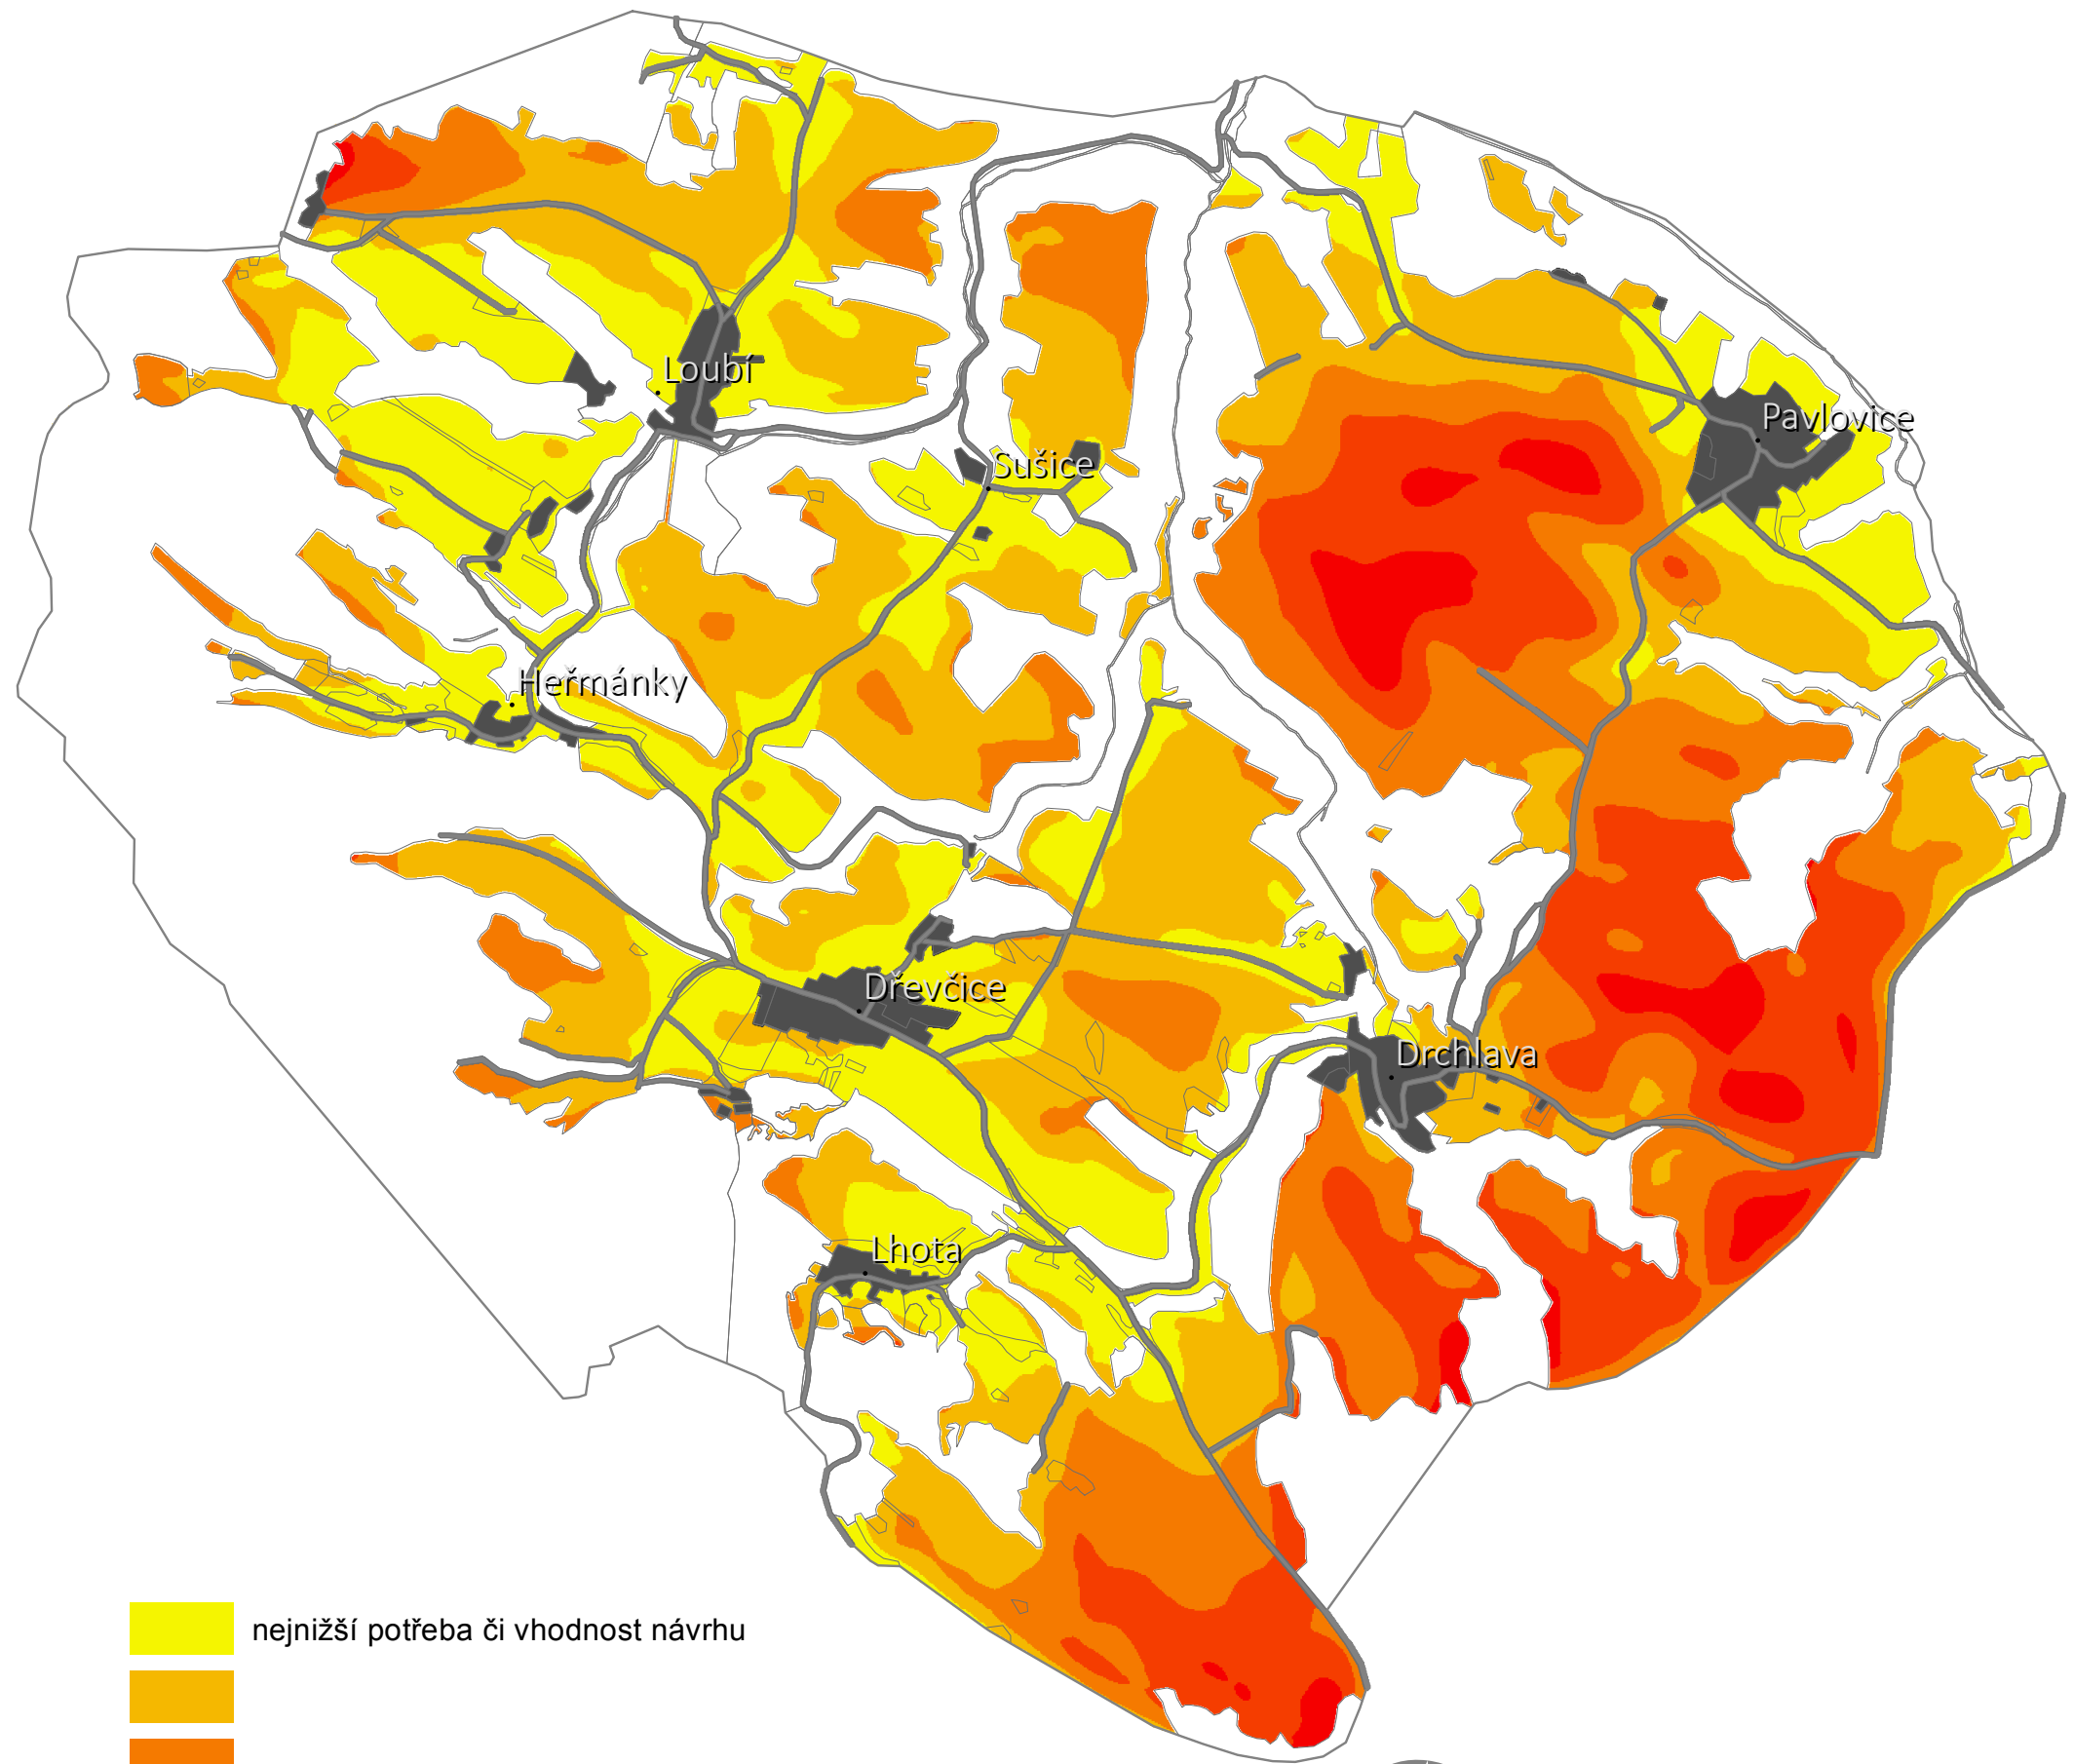 Loubí
Pavlovice
Sušice
Heřmánky
Dřevčice
Drchlava
Lhota
nejnižší potřeba či vhodnost návrhu